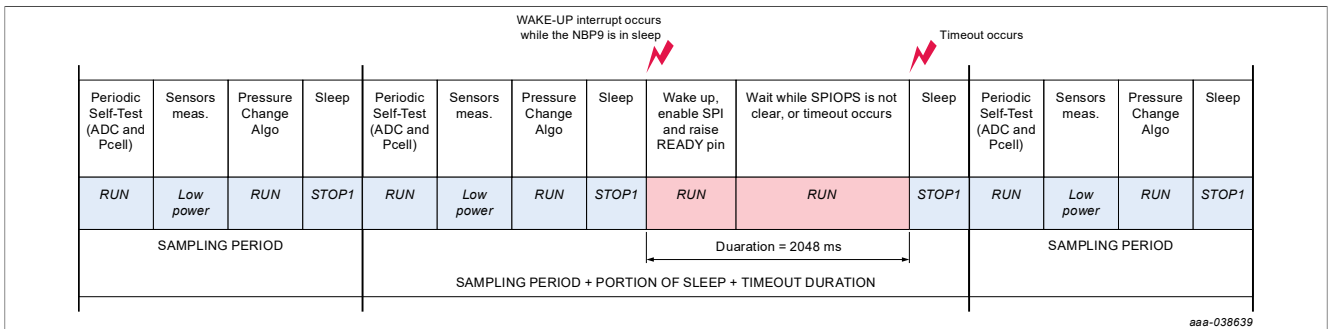 WAKE-UP interrupt occurs
while the NBP9 is in sleep
Timeout occurs
Periodic
Self-Test
(ADC and
Pcell)
Sensors
meas.
Pressure
Change
Algo
Sleep
Periodic
Self-Test
(ADC and
Pcell)
Sensors
meas.
Pressure
Change
Algo
Sleep
Wake up,
enable SPI
and raise
READY pin
Wait while SPIOPS is not
clear, or timeout occurs
Sleep
Periodic
Self-Test
(ADC and
Pcell)
Sensors
meas.
Pressure
Change
Algo
Sleep
RUN
Low
power
RUN
STOP1
RUN
Low
power
RUN
STOP1
RUN
RUN
STOP1
RUN
Low
power
RUN
STOP1
SAMPLING PERIOD
Duaration = 2048 ms
SAMPLING PERIOD
SAMPLING PERIOD + PORTION OF SLEEP + TIMEOUT DURATION
aaa-038639